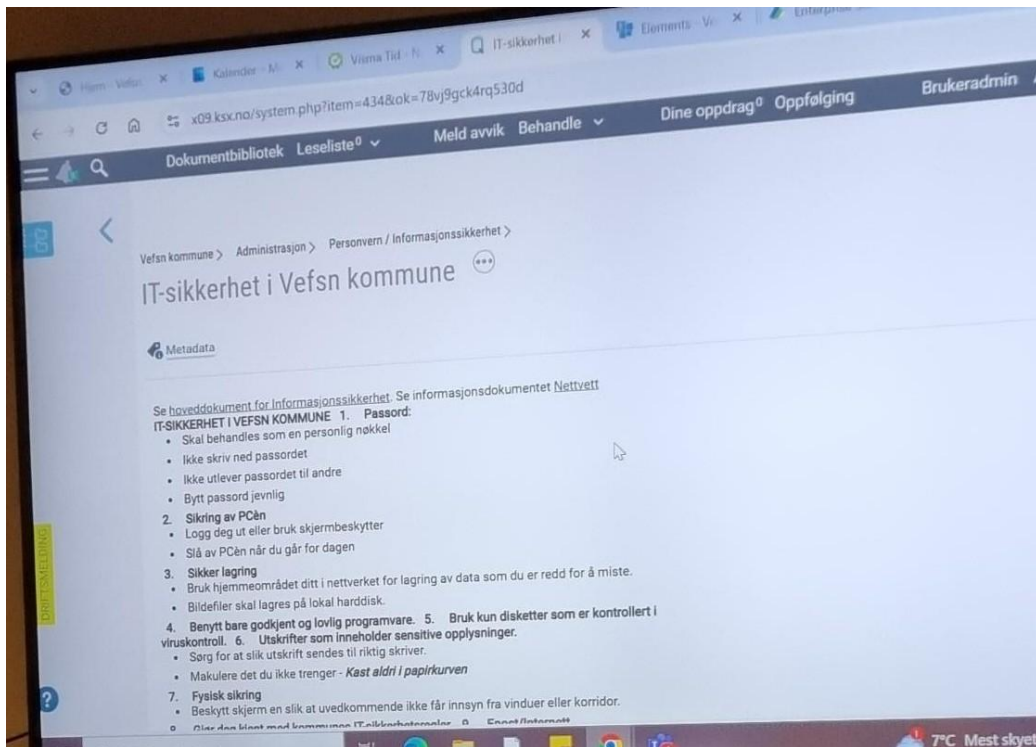 Hjem
Kalender
Visma Tid
IT-sikkerhet i
Elements
x09.ksx.no/system.php?item=434&ok=78vj9gck4rq530d
Dokumentbibliotek Leseliste⁰ Meld avvik Behandle Dine oppdrag⁰ Oppfølging Brukeradmin
Vefsn kommune > Administrasjon > Personvern / Informasjonssikkerhet >
IT-sikkerhet i Vefsn kommune
Metadata
Se hoveddokument for Informasjonssikkerhet. Se informasjonsdokumentet Nettvett
IT-SIKKERHET I VEFSN KOMMUNE 1. Passord:
• Skal behandles som en personlig nøkkel
• Ikke skriv ned passordet
• Ikke utlever passordet til andre
• Bytt passord jevnlig
2. Sikring av PCèn
• Logg deg ut eller bruk skjermbeskytter
• Slå av PCèn når du går for dagen
3. Sikker lagring
• Bruk hjemmeområdet ditt i nettverket for lagring av data som du er redd for å miste.
• Bildefiler skal lagres på lokal harddisk.
4. Benytt bare godkjent og lovlig programvare. 5. Bruk kun disketter som er kontrollert i
viruskontroll. 6. Utskrifter som inneholder sensitive opplysninger.
• Sørg for at slik utskrift sendes til riktig skriver.
• Makulere det du ikke trenger - Kast aldri i papirkurven
7. Fysisk sikring
• Beskytt skjerm en slik at uvedkommende ikke får innsyn fra vinduer eller korridor.
DRIFTSMELDING
?
7°C Mest skyet